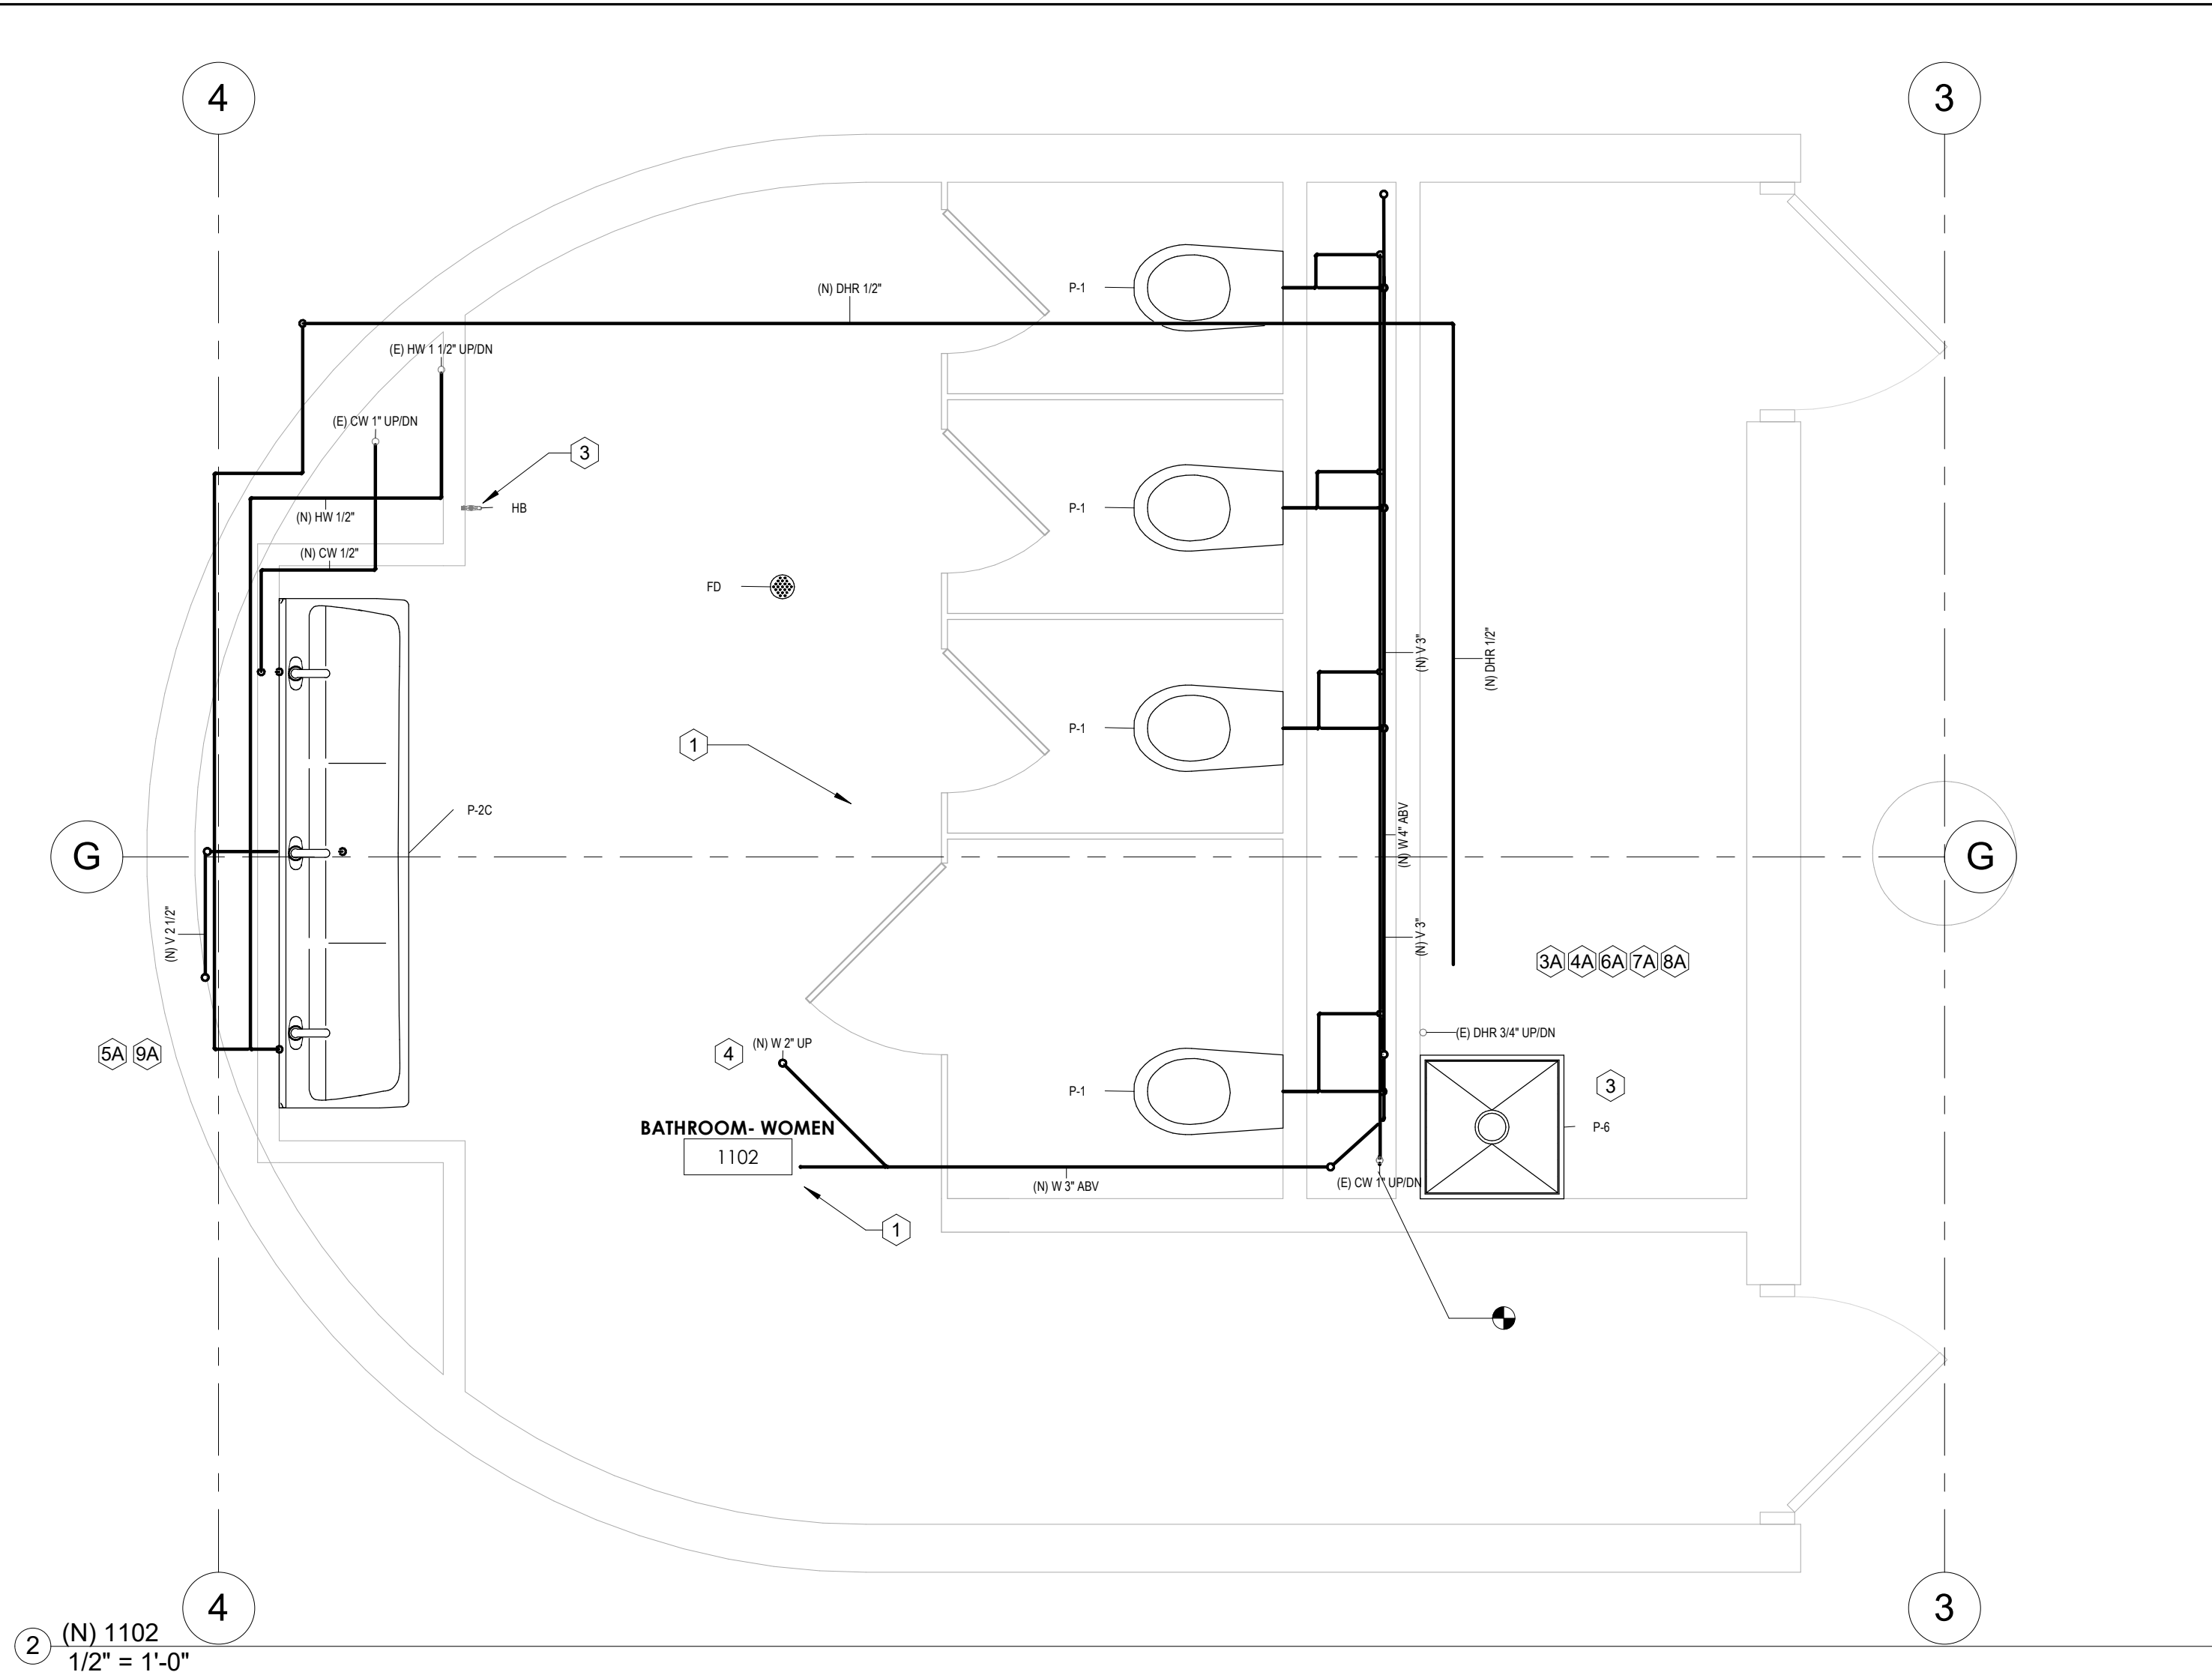 4
3
(N) DHR 1/2"
P-1
(E) HW 1 1/2" UP/DN
(E) CW 1" UP/DN
3
(N) HW 1/2"
HB
P-1
(N) CW 1/2"
FD
(N) V 3"
(N) DHR 1/2"
P-1
1
P-2C
(N) W 4" ABV
G
G
(N) V 2 1/2"
(N) V 3"
3A 4A 6A 7A 8A
(E) DHR 3/4" UP/DN
5A 9A
4
(N) W 2" UP
3
P-1
BATHROOM- WOMEN
P-6
1102
(N) W 3" ABV
(E) CW 1" UP/DN
1
4
3
2
(N) 1102
1/2" = 1'-0"